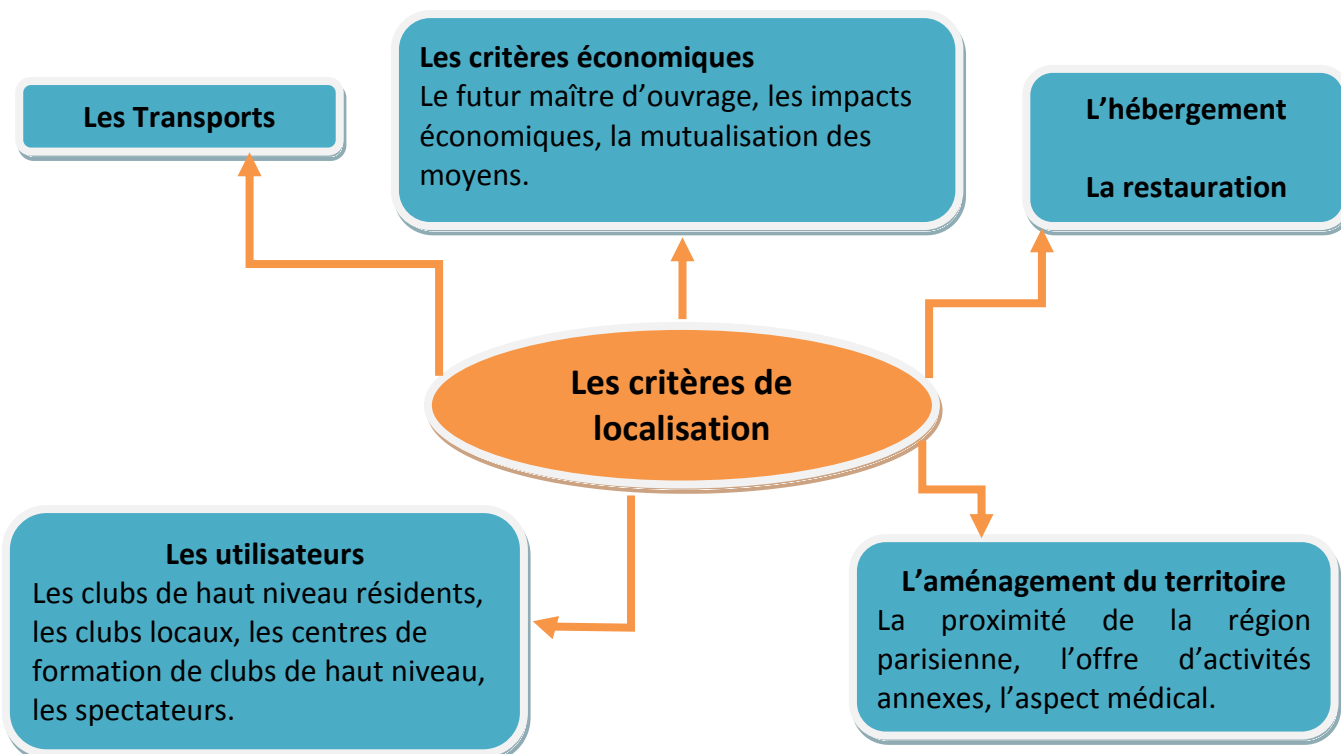 Les Transports
Les critères économiques
Le futur maître d’ouvrage, les impacts
économiques, la mutualisation des
moyens.
L’hébergement
La restauration
Les critères de
localisation
Les utilisateurs
Les clubs de haut niveau résidents,
les clubs locaux, les centres de
formation de clubs de haut niveau,
les spectateurs.
L’aménagement du territoire
La proximité de la région
parisienne, l’offre d’activités
annexes, l’aspect médical.